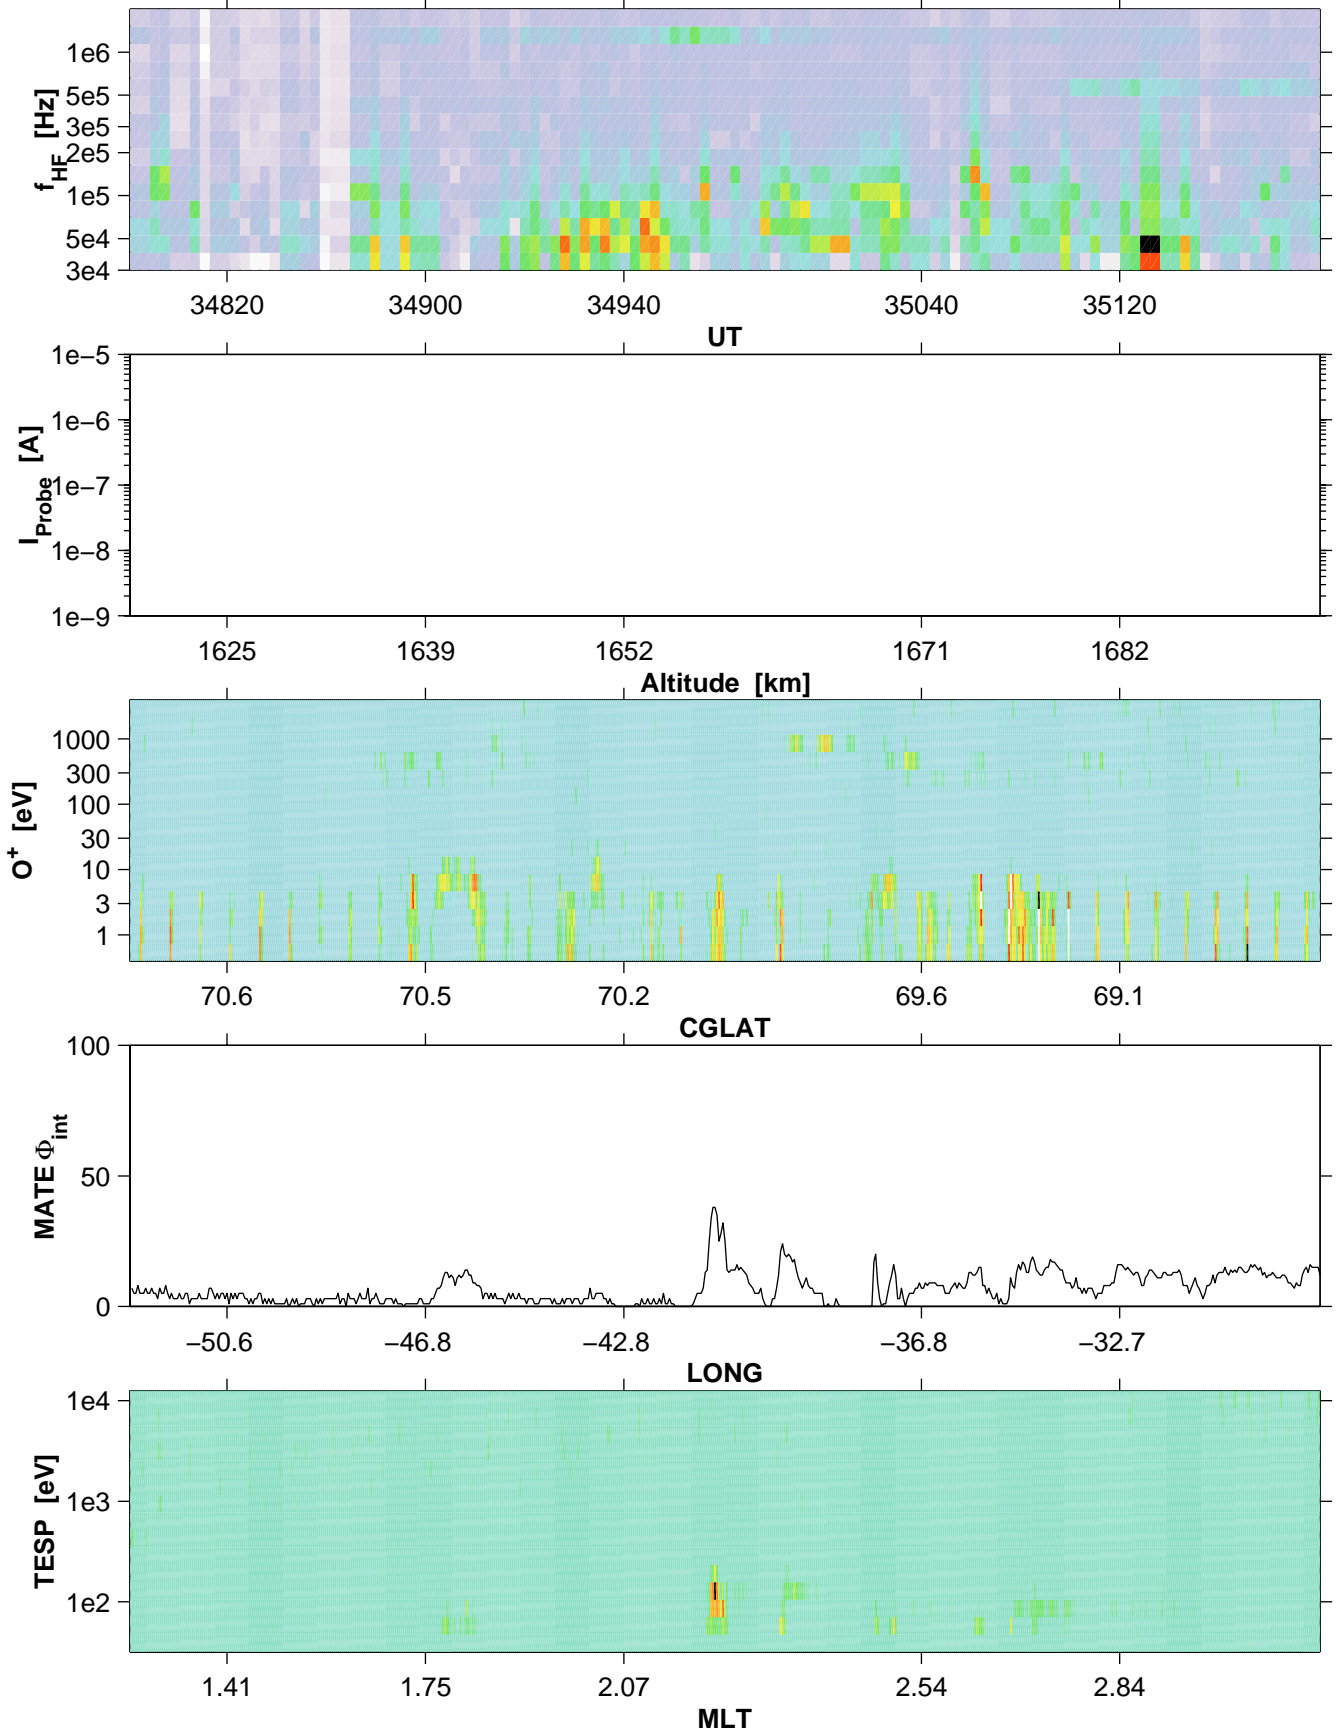 1e6
5e5
3e5
2e5
1e5
5e4
3e4
f_HF [Hz]
34820 34900 34940 35040 35120
UT
1e−5
1e−6
1e−7
1e−8
1e−9
I_Probe [A]
1625 1639 1652 1671 1682
Altitude [km]
1000
300
100
30
10
3
1
O⁺ [eV]
70.6 70.5 70.2 69.6 69.1
CGLAT
100
50
0
MATE Φ_int
−50.6 −46.8 −42.8 −36.8 −32.7
LONG
1e4
1e3
1e2
TESP [eV]
1.41 1.75 2.07 2.54 2.84
MLT